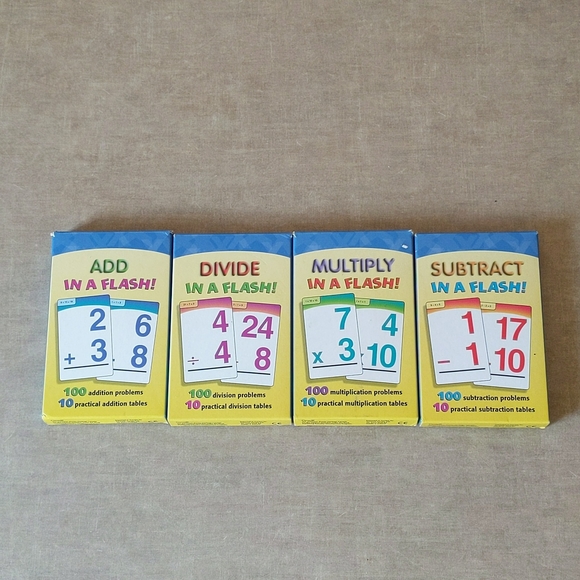 ADD
IN A FLASH!
2
+ 3
6
8
100 addition problems
10 practical addition tables
DIVIDE
IN A FLASH!
4
÷ 4
24
8
100 division problems
10 practical division tables
MULTIPLY
IN A FLASH!
7
x 3
4
10
100 multiplication problems
10 practical multiplication tables
SUBTRACT
IN A FLASH!
1
− 1
17
10
100 subtraction problems
10 practical subtraction tables